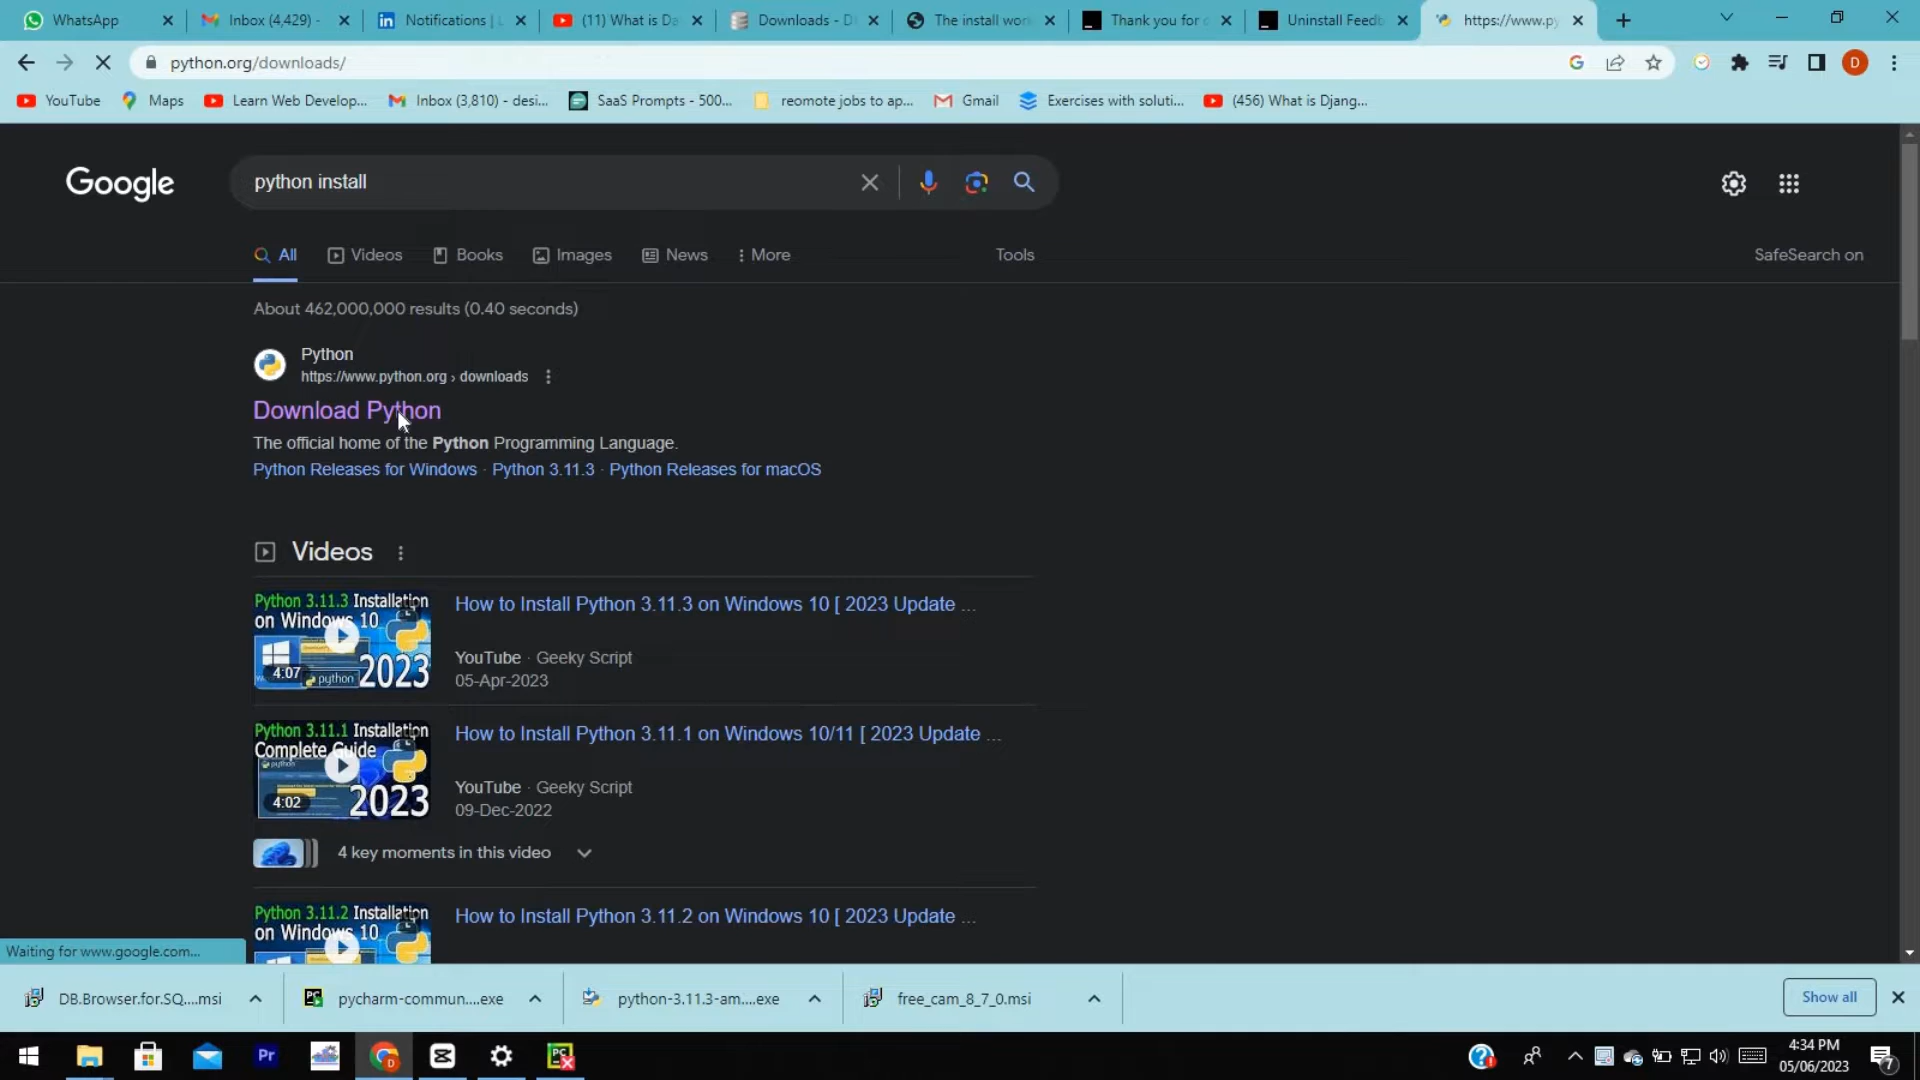 WhatsApp
Inbox (4,429) -
Notifications | L
(11) What is Da
Downloads - D
The install wor
Thank you for d
Uninstall Feedb
https://www.py
python.org/downloads/
D
YouTube
Maps
Learn Web Develop...
Inbox (3,810) - desi...
SaaS Prompts - 500...
reomote jobs to ap...
Gmail
Exercises with soluti...
(456) What is Djang...
Google
python install
All
Videos
Books
Images
News
More
Tools
SafeSearch on
About 462,000,000 results (0.40 seconds)
Python
https://www.python.org › downloads
Download Python
The official home of the Python Programming Language.
Python Releases for Windows · Python 3.11.3 · Python Releases for macOS
Videos
Python 3.11.3 Installation
on Windows 10
2023
4:07
python
How to Install Python 3.11.3 on Windows 10 [ 2023 Update ...
YouTube · Geeky Script
05-Apr-2023
Python 3.11.1 Installation
Complete Guide
python
2023
4:02
How to Install Python 3.11.1 on Windows 10/11 [ 2023 Update ...
YouTube · Geeky Script
09-Dec-2022
4 key moments in this video
Python 3.11.2 Installation
on Windows 10
How to Install Python 3.11.2 on Windows 10 [ 2023 Update ...
Waiting for www.google.com...
DB.Browser.for.SQ....msi
pycharm-commun....exe
python-3.11.3-am....exe
free_cam_8_7_0.msi
Show all
Pr
PC
4:34 PM
05/06/2023
7